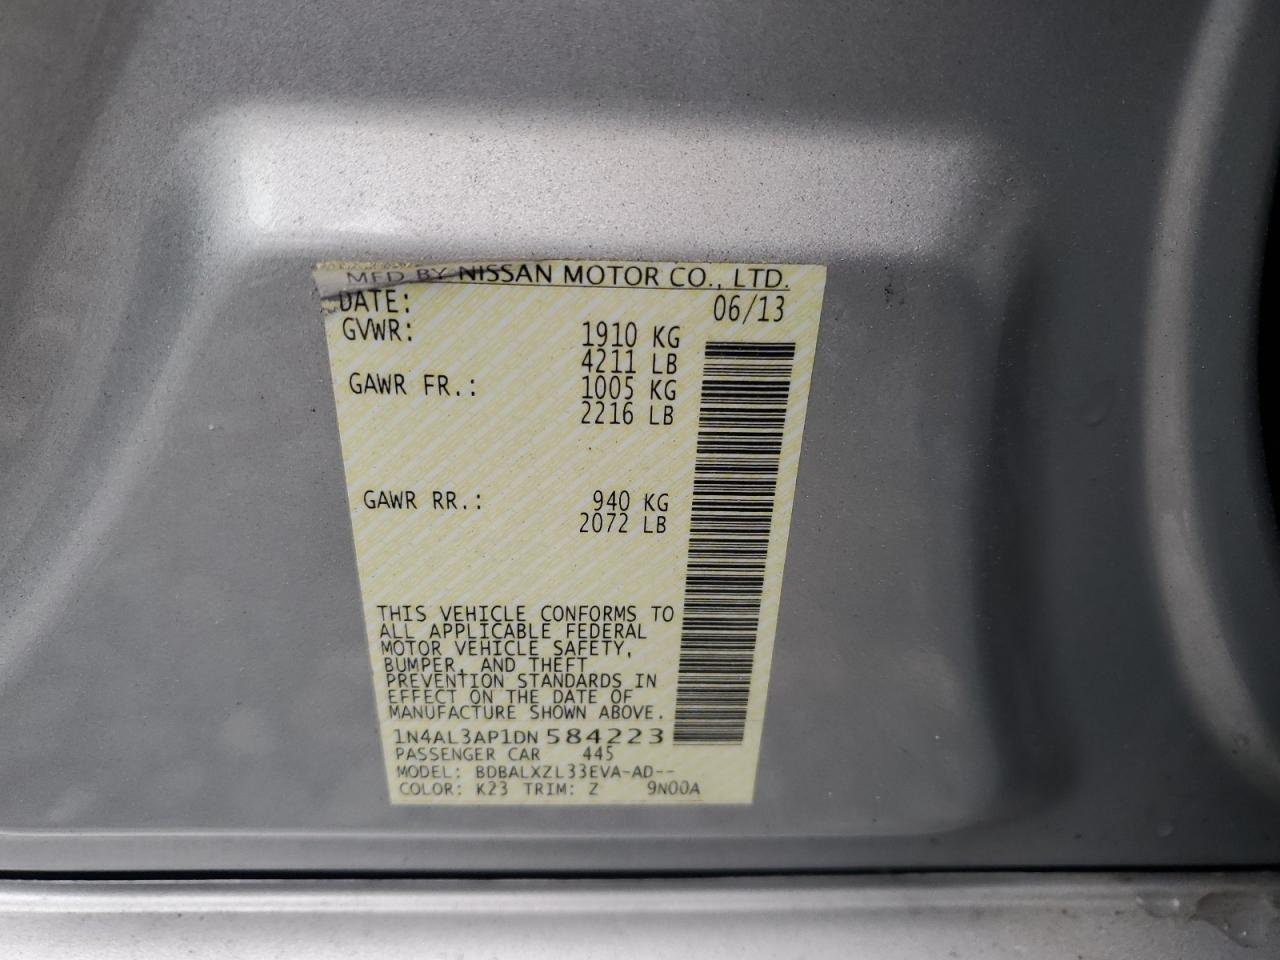 MFD BY NISSAN MOTOR CO., LTD.
DATE: 06/13
GVWR: 1910 KG
4211 LB
GAWR FR.: 1005 KG
2216 LB
GAWR RR.: 940 KG
2072 LB
THIS VEHICLE CONFORMS TO
ALL APPLICABLE FEDERAL
MOTOR VEHICLE SAFETY,
BUMPER, AND THEFT
PREVENTION STANDARDS IN
EFFECT ON THE DATE OF
MANUFACTURE SHOWN ABOVE.
1N4AL3AP1DN584223
PASSENGER CAR 445
MODEL: BDBALXZL33EVA-AD--
COLOR: K23 TRIM: Z 9N00A